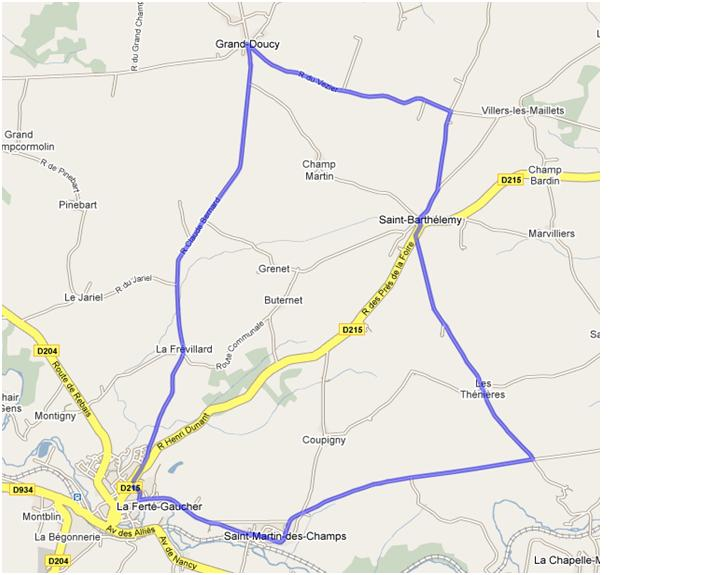 R du Grand Cham
Grand-Doucy
R du Vezier
Villers-les-Maillets
Grand
mpcormolin
Champ
Martin
Champ
Bardin
D215
R de Pinebart
Pinebart
Saint-Barthélemy
Marvilliers
R Claude Bernard
Grenet
R du Jariel
Le Jariel
Buternet
R des Prés de la Foire
D215
D204
La Frévillard
Route Communale
Route de Rebais
Les
Thénières
Montigny
R Henri Dunant
Coupigny
D934
D215
La Ferté-Gaucher
Montblin
Av des Alliés
La Bégonnerie
Av de Nancy
Saint-Martin-des-Champs
D204
La Chapelle-M